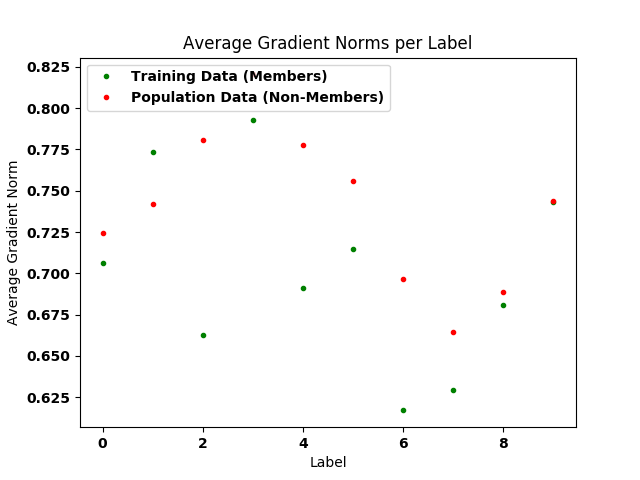 Average Gradient Norms per Label
Training Data (Members)
Population Data (Non-Members)
Average Gradient Norm
0.825
0.800
0.775
0.750
0.725
0.700
0.675
0.650
0.625
0 2 4 6 8
Label